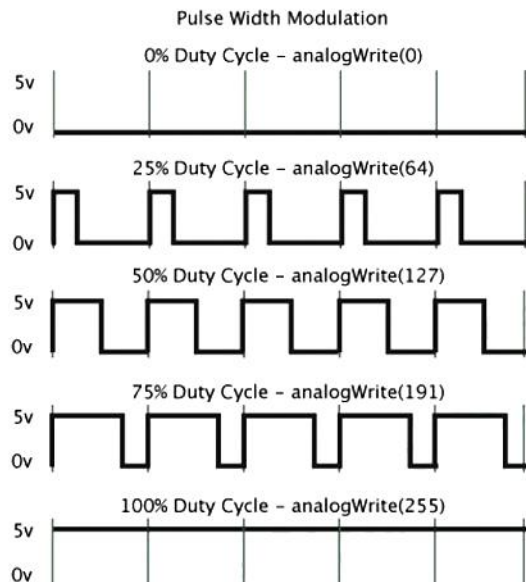 Pulse Width Modulation
0% Duty Cycle – analogWrite(0)
5v
0v
25% Duty Cycle – analogWrite(64)
5v
0v
50% Duty Cycle – analogWrite(127)
5v
0v
75% Duty Cycle – analogWrite(191)
5v
0v
100% Duty Cycle – analogWrite(255)
5v
0v